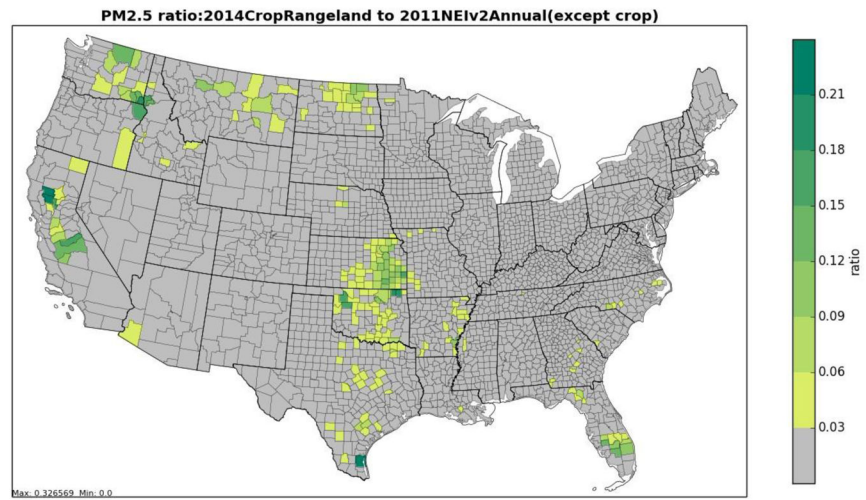 PM2.5 ratio:2014CropRangeland to 2011NEIv2Annual(except crop)
0.21
0.18
0.15
0.12
0.09
0.06
0.03
ratio
Max: 0.326569 Min: 0.0